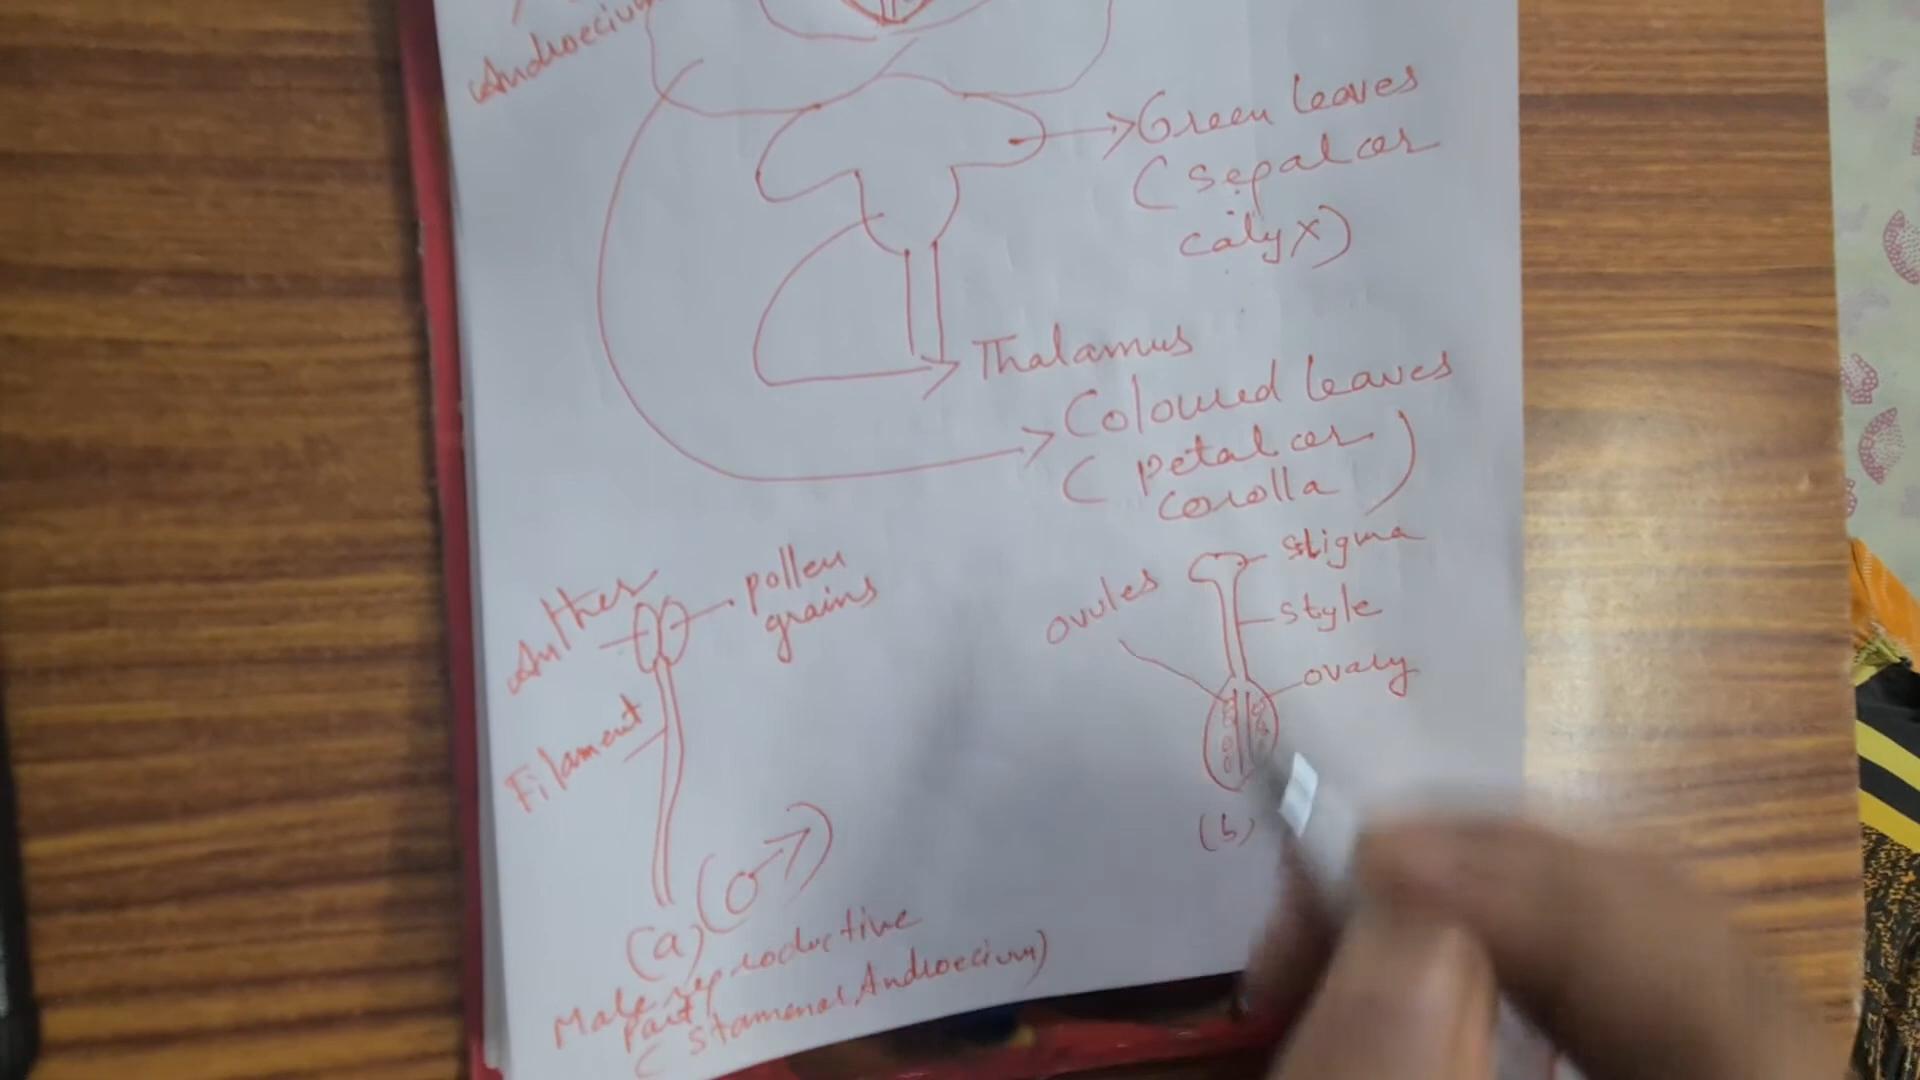 Androecium
Green leaves
( sepal or
calyx)
Thalamus
Coloured leaves
( petal or
corolla )
Anther
pollen
grains
Filament
(a) (♂)
Male reproductive
part
( stamen or Androecium)
ovules
stigma
style
ovary
(b)